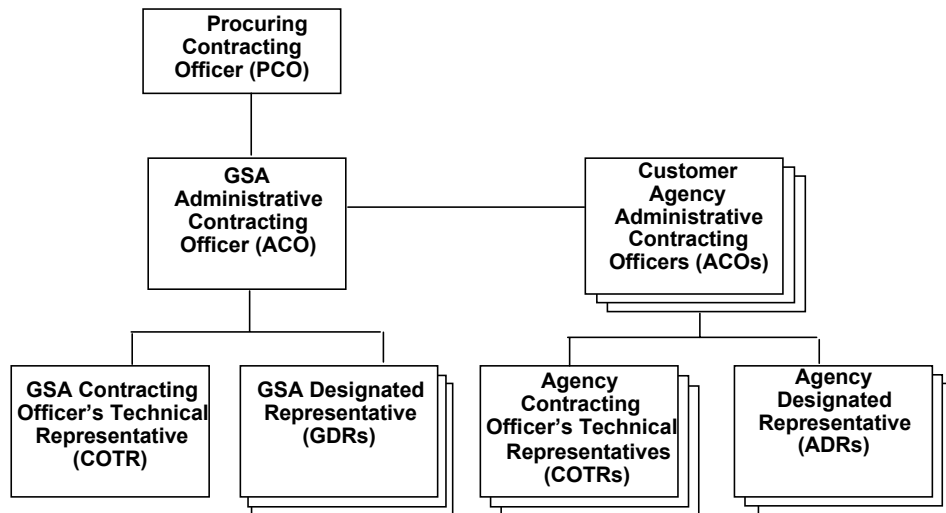 Procuring
Contracting
Officer (PCO)
GSA
Administrative
Contracting
Officer (ACO)
Customer
Agency
Administrative
Contracting
Officers (ACOs)
GSA Contracting
Officer's Technical
Representative
(COTR)
GSA Designated
Representative
(GDRs)
Agency
Contracting
Officer's Technical
Representatives
(COTRs)
Agency
Designated
Representative
(ADRs)